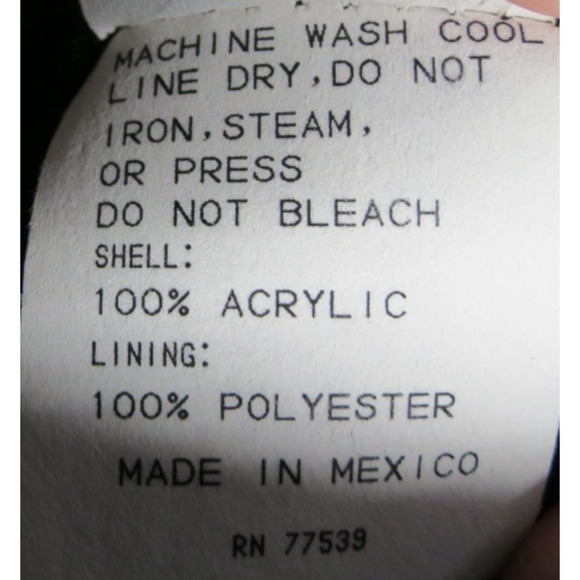 MACHINE WASH COOL
LINE DRY, DO NOT
IRON, STEAM,
OR PRESS
DO NOT BLEACH
SHELL:
100% ACRYLIC
LINING:
100% POLYESTER
MADE IN MEXICO
RN 77539